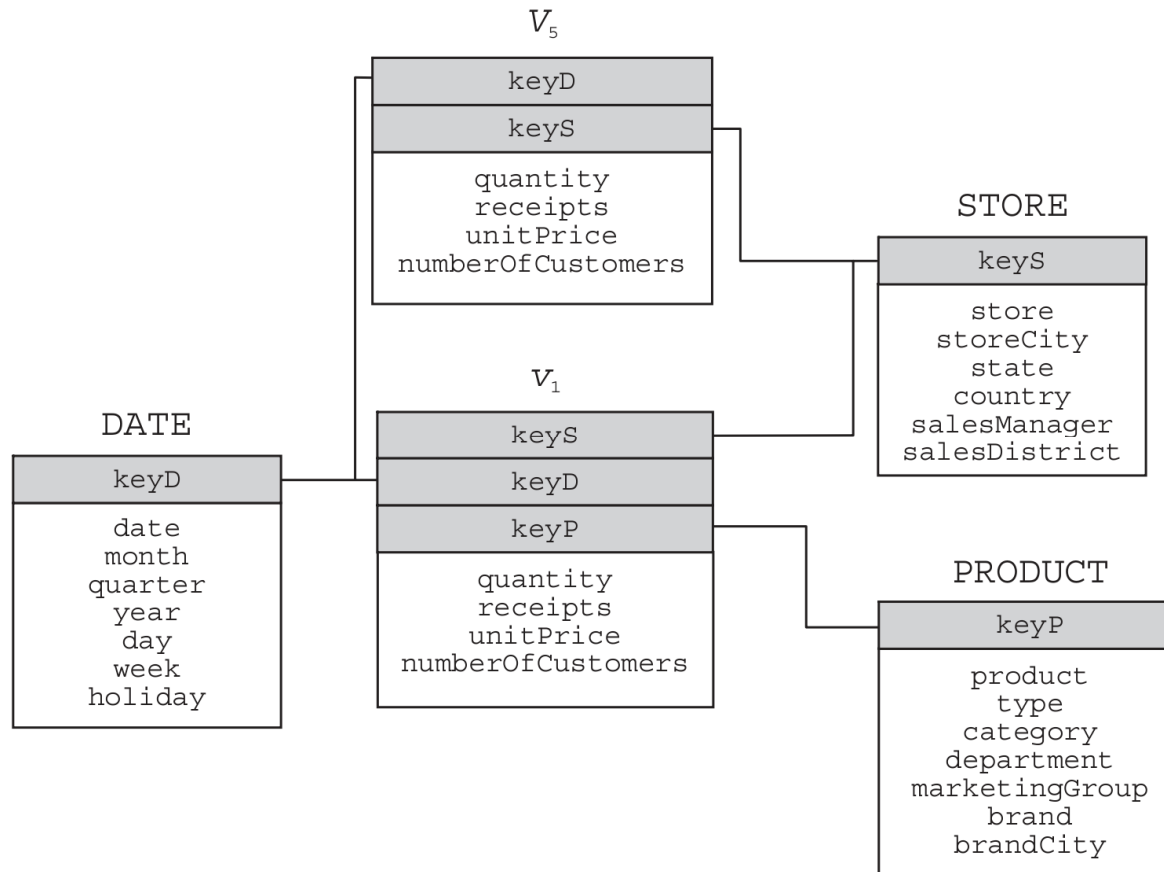 V₅
keyD
keyS
quantity
receipts
unitPrice
numberOfCustomers
STORE
keyS
store
storeCity
state
country
salesManager
salesDistrict
V₁
keyS
keyD
keyP
quantity
receipts
unitPrice
numberOfCustomers
DATE
keyD
date
month
quarter
year
day
week
holiday
PRODUCT
keyP
product
type
category
department
marketingGroup
brand
brandCity